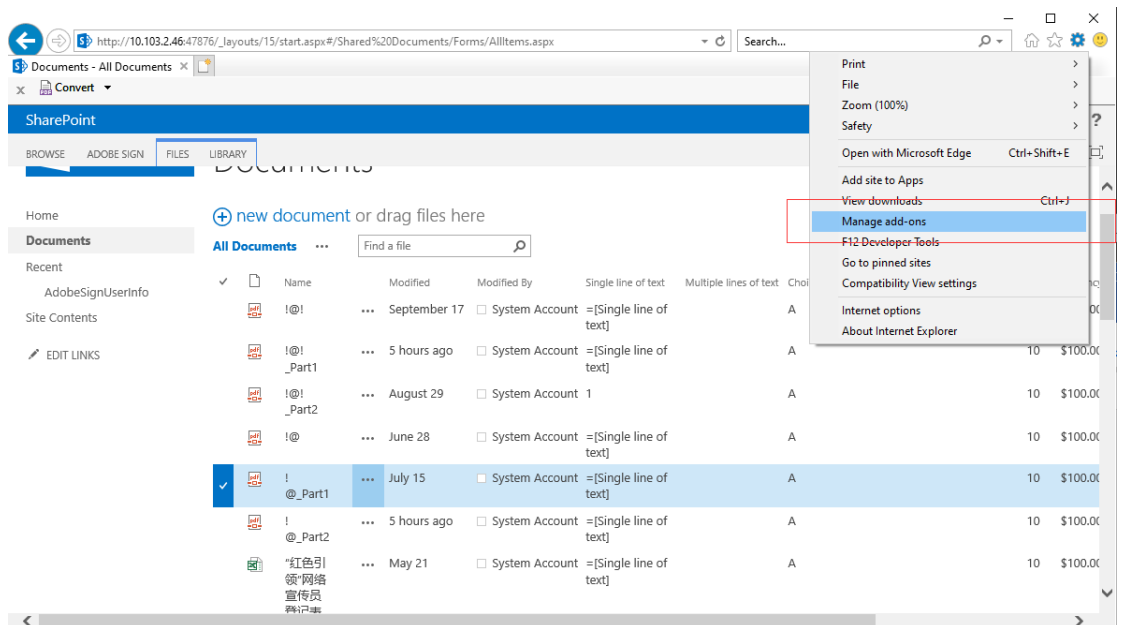 http://10.103.2.46:47876/_layouts/15/start.aspx#/Shared%20Documents/Forms/AllItems.aspx
Search...
Documents - All Documents
x Convert
SharePoint
?
BROWSE ADOBE SIGN FILES LIBRARY
Documents
Print
File
Zoom (100%)
Safety
Open with Microsoft Edge Ctrl+Shift+E
Add site to Apps
View downloads Ctrl+J
Manage add-ons
F12 Developer Tools
Go to pinned sites
Compatibility View settings
Internet options
About Internet Explorer
Home
Documents
Recent
AdobeSignUserInfo
Site Contents
EDIT LINKS
new document or drag files here
All Documents ... Find a file
Name Modified Modified By Single line of text Multiple lines of text Choi
!@! ... September 17 System Account =[Single line of
text] A
!@! ... 5 hours ago System Account =[Single line of A 10 $100.00
_Part1 text]
!@! ... August 29 System Account 1 A 10 $100.00
_Part2
!@ ... June 28 System Account =[Single line of A 10 $100.00
text]
! ... July 15 System Account =[Single line of A 10 $100.00
@_Part1 text]
! ... 5 hours ago System Account =[Single line of A 10 $100.00
@_Part2 text]
"红色引 ... May 21 System Account =[Single line of A 10 $100.00
领"网络 text]
宣传员
登记表